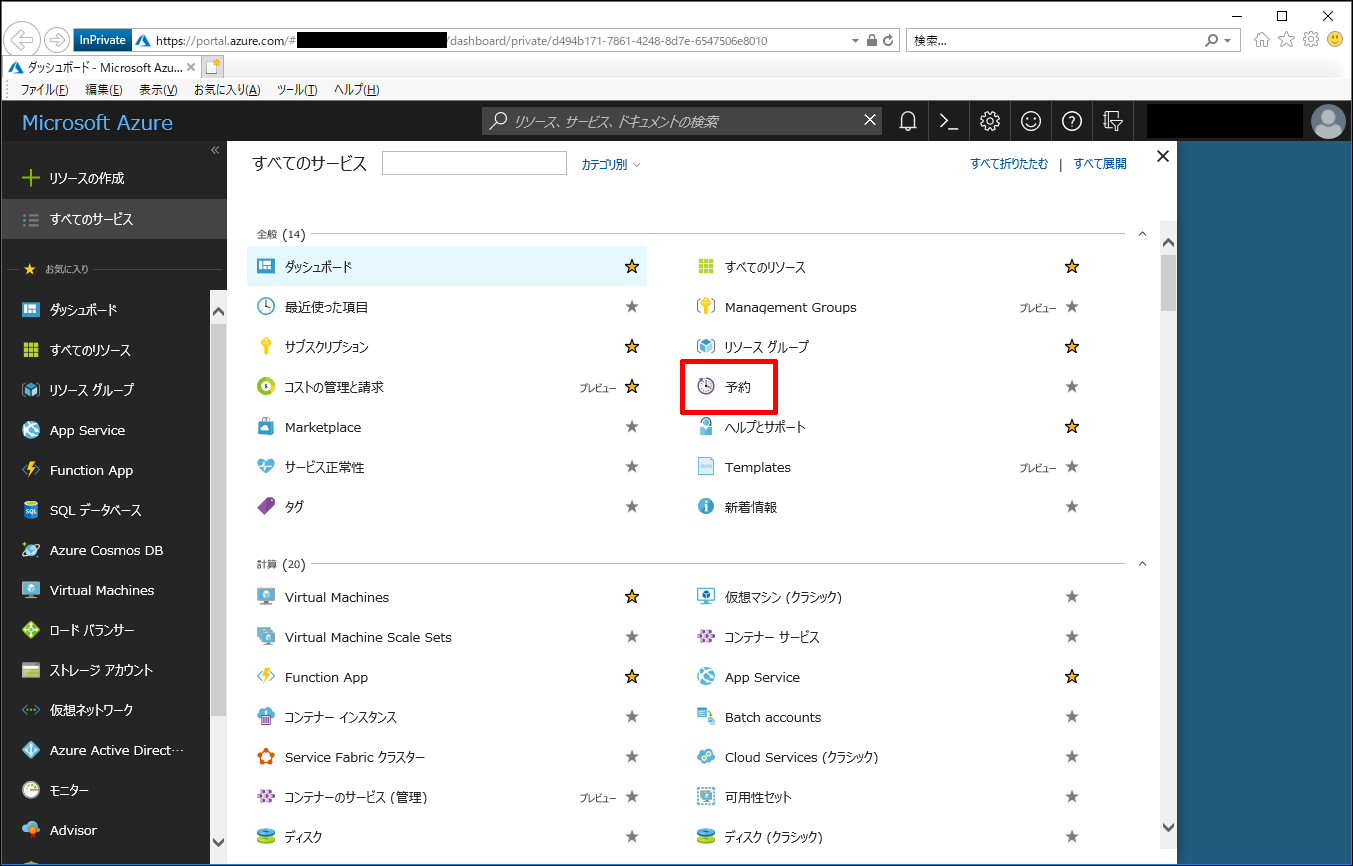 InPrivate https://portal.azure.com/# /dashboard/private/d494b171-7861-4248-8d7e-6547506e8010 検索...
ダッシュボード - Microsoft Azu...
ファイル(F) 編集(E) 表示(V) お気に入り(A) ツール(T) ヘルプ(H)
Microsoft Azure リソース、サービス、ドキュメントの検索
リソースの作成
すべてのサービス
お気に入り
ダッシュボード
すべてのリソース
リソース グループ
App Service
Function App
SQL データベース
Azure Cosmos DB
Virtual Machines
ロード バランサー
ストレージ アカウント
仮想ネットワーク
Azure Active Direct···
モニター
Advisor
すべてのサービス カテゴリ別 すべて折りたたむ | すべて展開
全般 (14)
ダッシュボード すべてのリソース
最近使った項目 Management Groups プレビュー
サブスクリプション リソース グループ
コストの管理と請求 プレビュー 予約
Marketplace ヘルプとサポート
サービス正常性 Templates プレビュー
タグ 新着情報
計算 (20)
Virtual Machines 仮想マシン (クラシック)
Virtual Machine Scale Sets コンテナー サービス
Function App App Service
コンテナー インスタンス Batch accounts
Service Fabric クラスター Cloud Services (クラシック)
コンテナーのサービス (管理) プレビュー 可用性セット
ディスク ディスク (クラシック)